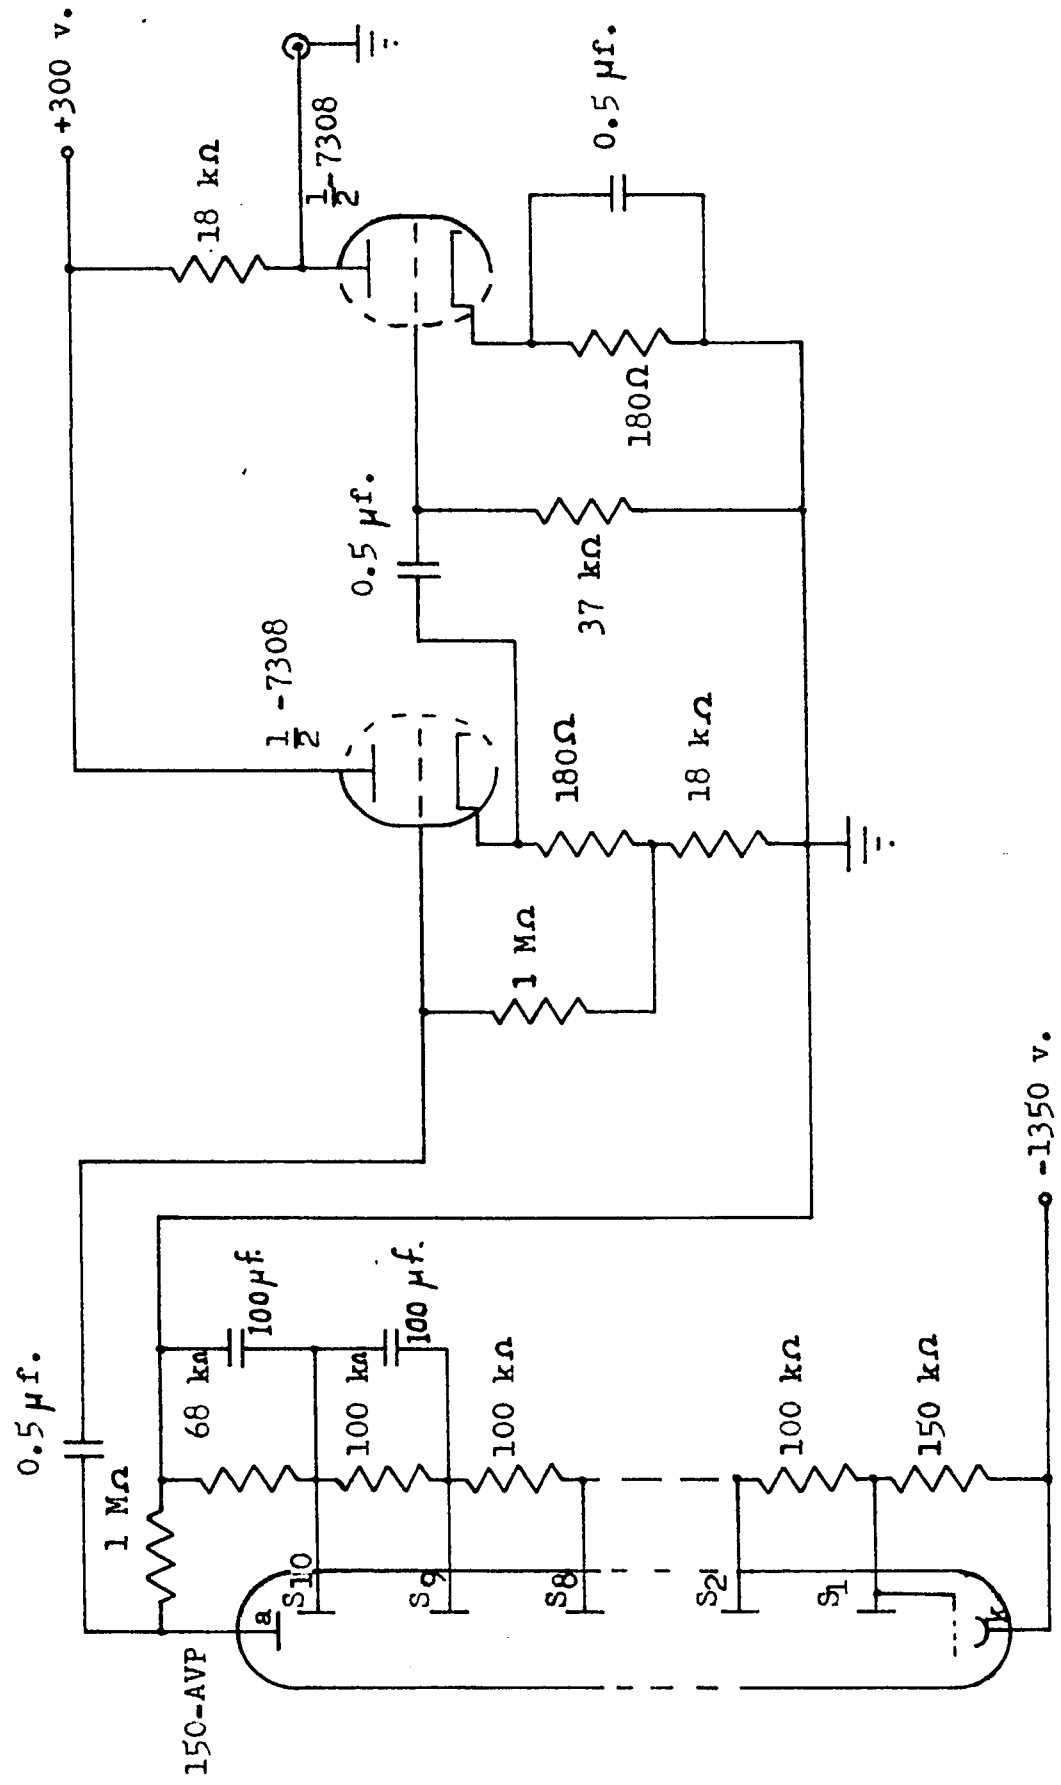 +300 v.
18 kΩ
½-7308
0.5 μf.
180Ω
0.5 μf.
37 kΩ
½ -7308
180Ω
18 kΩ
1 MΩ
0.5 μf.
1 MΩ
68 kΩ
100 μf.
100 kΩ
100 μf.
100 kΩ
100 kΩ
150 kΩ
-1350 v.
150-AVP
a
S10
S9
S8
S2
S1
k